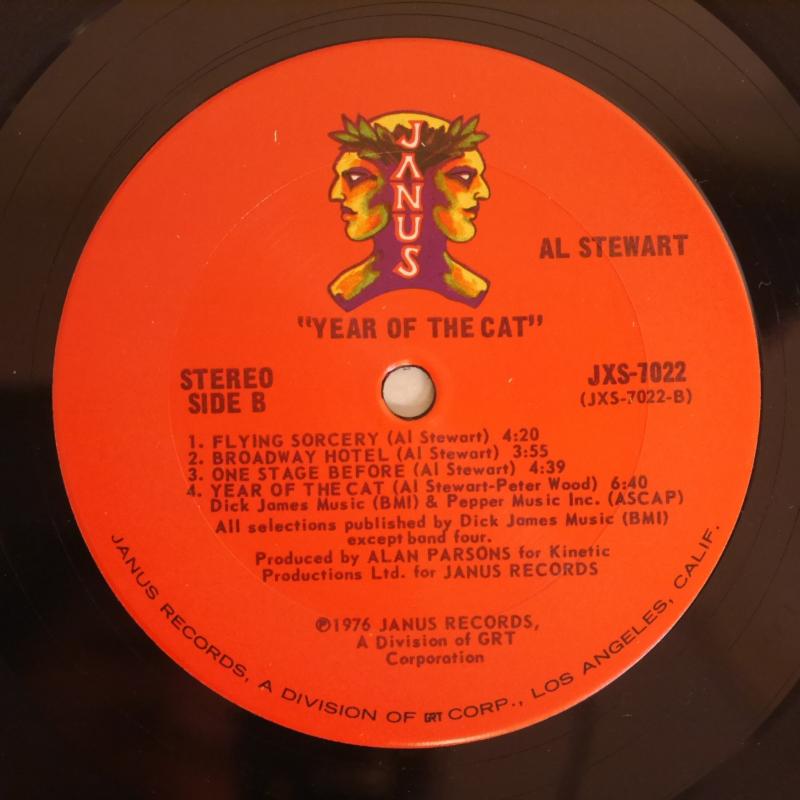 JANUS
AL STEWART
"YEAR OF THE CAT"
STEREO
SIDE B
JXS-7022
(JXS-7022-B)
1. FLYING SORCERY (Al Stewart) 4:20
2. BROADWAY HOTEL (Al Stewart) 3:55
3. ONE STAGE BEFORE (Al Stewart) 4:39
4. YEAR OF THE CAT (Al Stewart-Peter Wood) 6:40
Dick James Music (BMI) & Pepper Music Inc. (ASCAP)
All selections published by Dick James Music (BMI)
except band four.
Produced by ALAN PARSONS for Kinetic
Productions Ltd. for JANUS RECORDS
℗1976 JANUS RECORDS,
A Division of GRT
Corporation
JANUS RECORDS, A DIVISION OF GRT CORP., LOS ANGELES, CALIF.